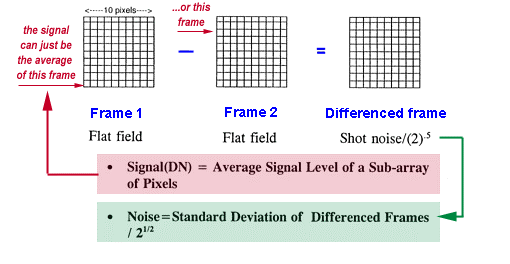 <-----10 pixels---->
...or this
frame
the signal
can just be
the average
of this frame
–
=
Frame 1
Frame 2
Differenced frame
Flat field
Flat field
Shot noise/(2)·5
• Signal(DN) = Average Signal Level of a Sub-array
of Pixels
• Noise=Standard Deviation of Differenced Frames
/ 21/2